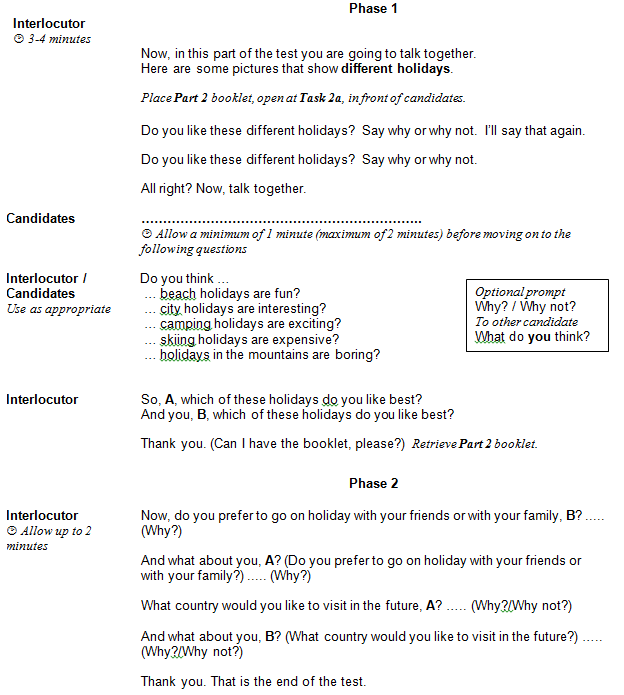 Phase 1
Interlocutor
3-4 minutes
Now, in this part of the test you are going to talk together.
Here are some pictures that show different holidays.
Place Part 2 booklet, open at Task 2a, in front of candidates.
Do you like these different holidays? Say why or why not. I'll say that again.
Do you like these different holidays? Say why or why not.
All right? Now, talk together.
Candidates
…………………………………………………………..
Allow a minimum of 1 minute (maximum of 2 minutes) before moving on to the
following questions
Interlocutor /
Candidates
Use as appropriate
Do you think …
… beach holidays are fun?
… city holidays are interesting?
… camping holidays are exciting?
… skiing holidays are expensive?
… holidays in the mountains are boring?
Optional prompt
Why? / Why not?
To other candidate
What do you think?
Interlocutor
So, A, which of these holidays do you like best?
And you, B, which of these holidays do you like best?
Thank you. (Can I have the booklet, please?) Retrieve Part 2 booklet.
Phase 2
Interlocutor
Allow up to 2
minutes
Now, do you prefer to go on holiday with your friends or with your family, B? …..
(Why?)
And what about you, A? (Do you prefer to go on holiday with your friends or
with your family?) ….. (Why?)
What country would you like to visit in the future, A? ….. (Why?/Why not?)
And what about you, B? (What country would you like to visit in the future?) …..
(Why?/Why not?)
Thank you. That is the end of the test.